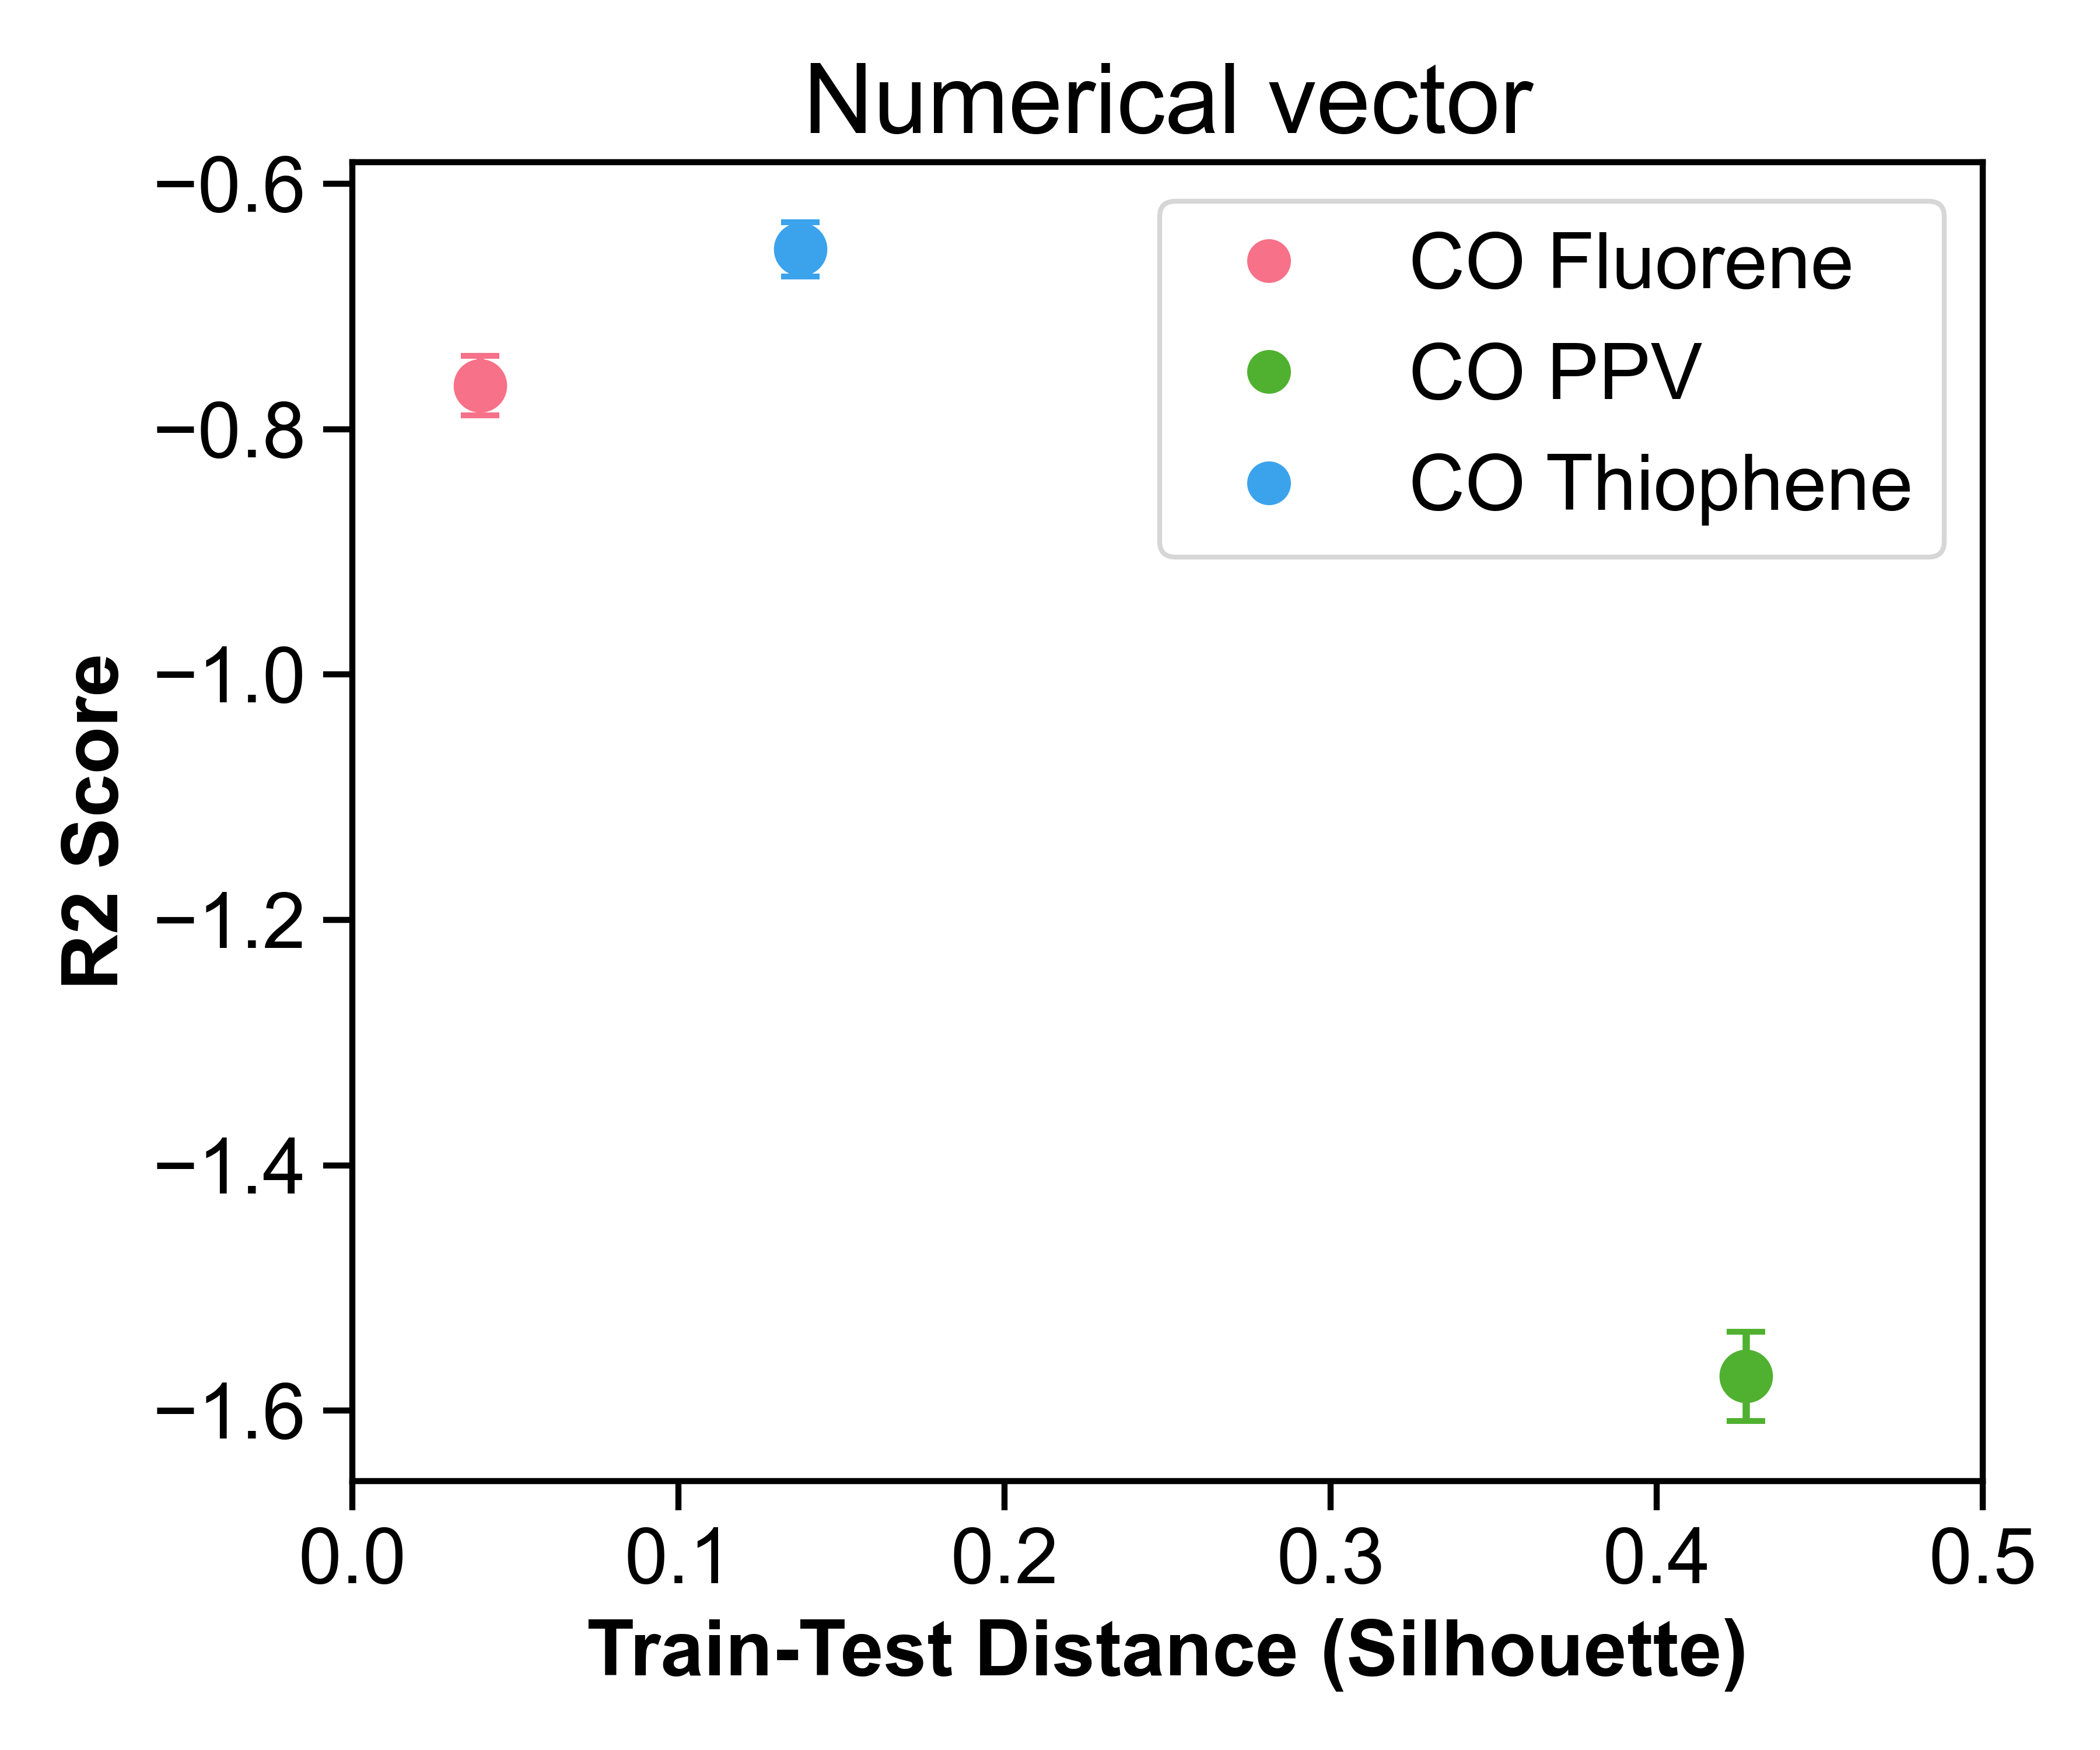 Numerical vector
−0.6
−0.8
−1.0
−1.2
−1.4
−1.6
R2 Score
CO Fluorene
CO PPV
CO Thiophene
0.0 0.1 0.2 0.3 0.4 0.5
Train-Test Distance (Silhouette)